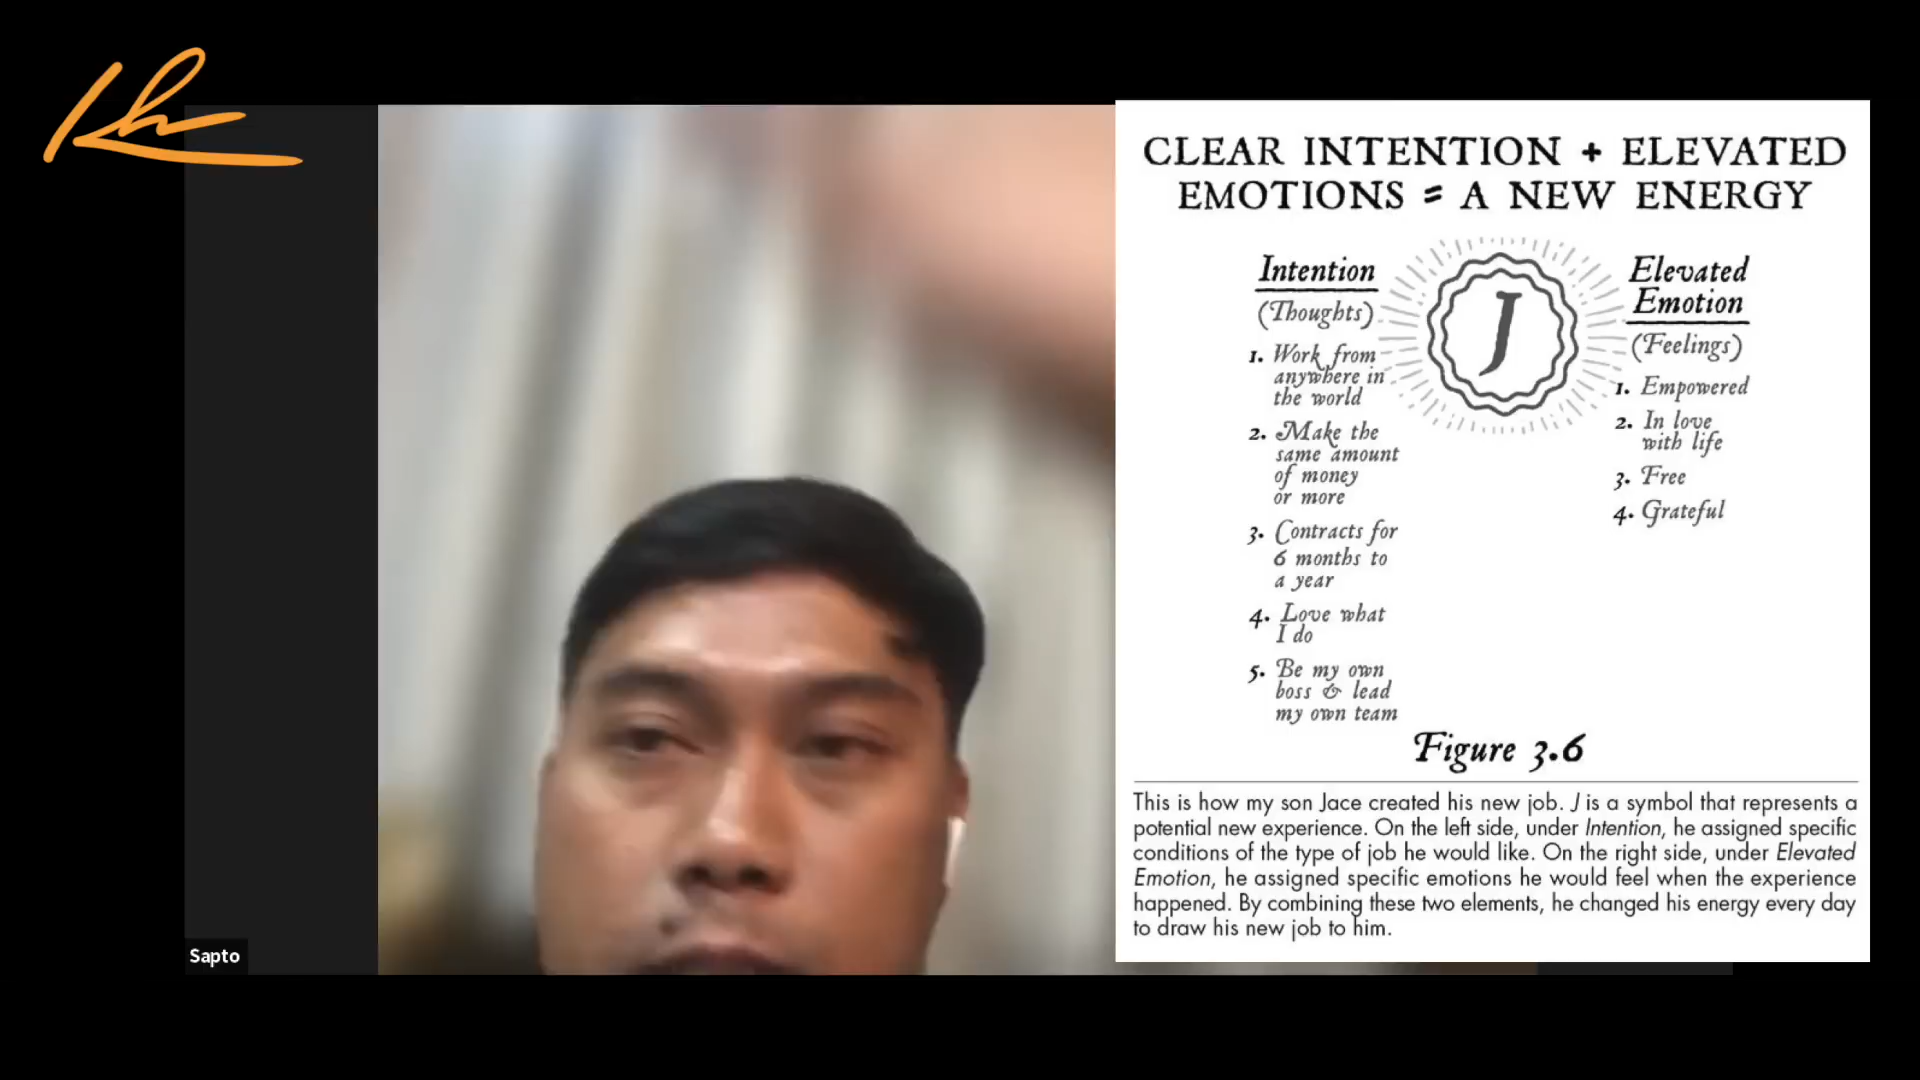 CLEAR INTENTION + ELEVATED
EMOTIONS = A NEW ENERGY
Intention
(Thoughts)
1. Work from
anywhere in
the world
2. Make the
same amount
of money
or more
3. Contracts for
6 months to
a year
4. Love what
I do
5. Be my own
boss & lead
my own team
J
Elevated
Emotion
(Feelings)
1. Empowered
2. In love
with life
3. Free
4. Grateful
Figure 3.6
This is how my son Jace created his new job. J is a symbol that represents a
potential new experience. On the left side, under Intention, he assigned specific
conditions of the type of job he would like. On the right side, under Elevated
Emotion, he assigned specific emotions he would feel when the experience
happened. By combining these two elements, he changed his energy every day
to draw his new job to him.
Sapto